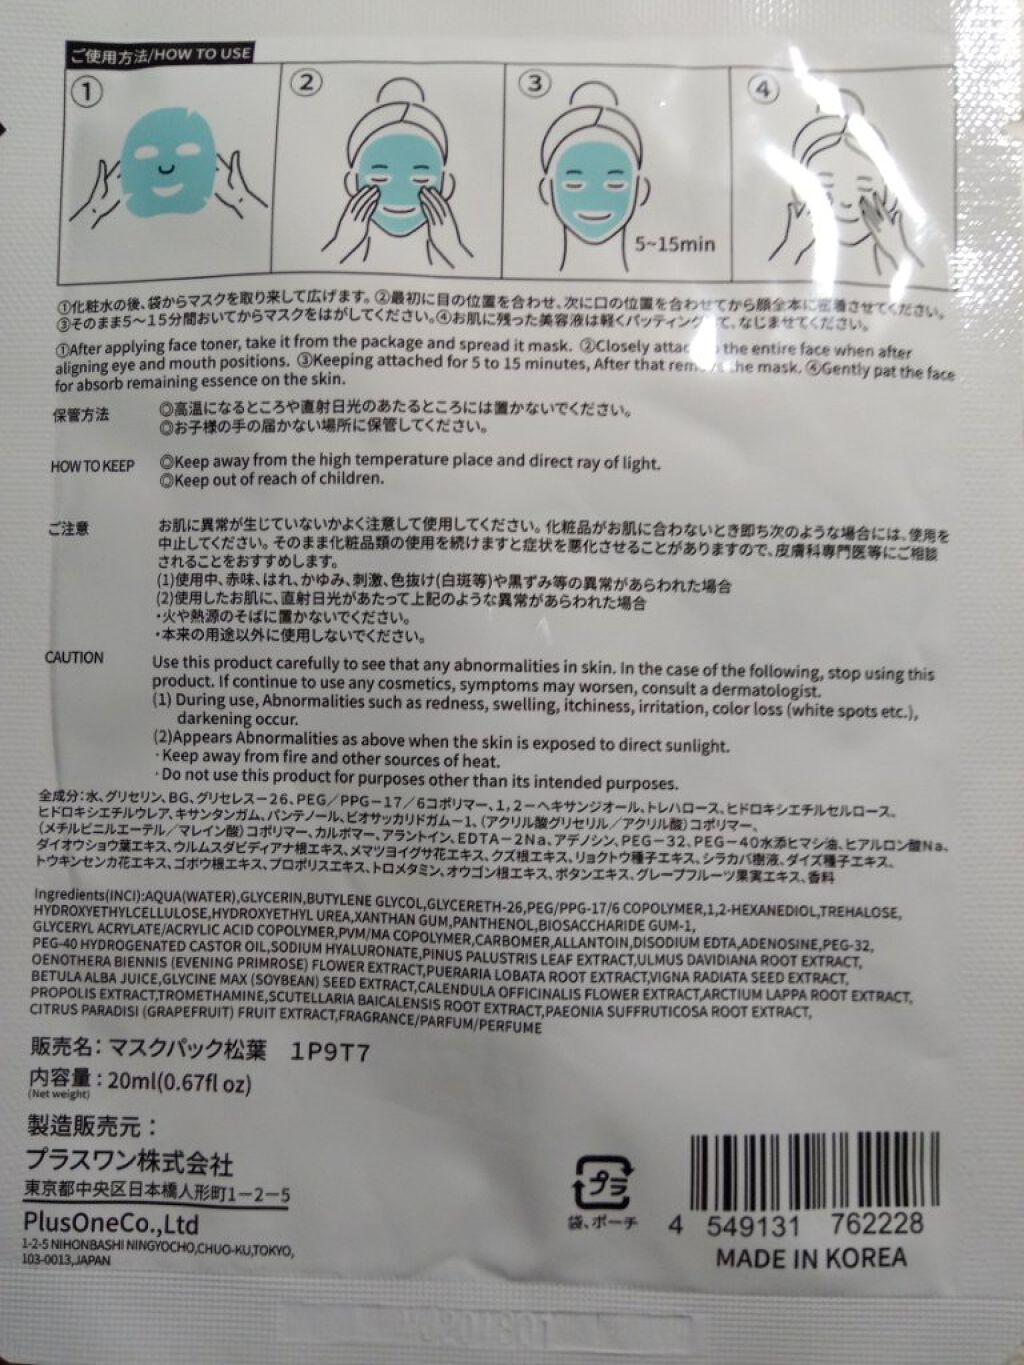 ご使用方法/HOW TO USE
① ② ③ ④
5~15min
①化粧水の後、袋からマスクを取り来して広げます。②最初に目の位置を合わせ、次に口の位置を合わせてから顔全本に密着させてください。
③そのまま5〜15分間おいてからマスクをはがしてください。④お肌に残った美容液は軽くパッティング て、なじませてください。
①After applying face toner, take it from the package and spread it mask. ②Closely attac the entire face when after
aligning eye and mouth positions. ③Keeping attached for 5 to 15 minutes, After that remove the mask. ④Gently pat the face
for absorb remaining essence on the skin.
保管方法 ◎高温になるところや直射日光のあたるところには置かないでください。
◎お子様の手の届かない場所に保管してください。
HOW TO KEEP ◎Keep away from the high temperature place and direct ray of light.
◎Keep out of reach of children.
ご注意 お肌に異常が生じていないかよく注意して使用してください。化粧品がお肌に合わないとき即ち次のような場合には、使用を
中止してください。そのまま化粧品類の使用を続けますと症状を悪化させることがありますので、皮膚科専門医等にご相談
されることをおすすめします。
(1)使用中、赤味、はれ、かゆみ、刺激、色抜け(白斑等)や黒ずみ等の異常があらわれた場合
(2)使用したお肌に、直射日光があたって上記のような異常があらわれた場合
・火や熱源のそばに置かないでください。
・本来の用途以外に使用しないでください。
CAUTION Use this product carefully to see that any abnormalities in skin. In the case of the following, stop using this
product. If continue to use any cosmetics, symptoms may worsen, consult a dermatologist.
(1) During use, Abnormalities such as redness, swelling, itchiness, irritation, color loss (white spots etc.),
darkening occur.
(2)Appears Abnormalities as above when the skin is exposed to direct sunlight.
・Keep away from fire and other sources of heat.
・Do not use this product for purposes other than its intended purposes.
全成分：水、グリセリン、BG、グリセレス－26、PEG／PPG－17／6コポリマー、1,2－ヘキサンジオール、トレハロース、ヒドロキシエチルセルロース、
ヒドロキシエチルウレア、キサンタンガム、パンテノール、ビオサッカリドガム－1、（アクリル酸グリセリル／アクリル酸）コポリマー、
（メチルビニルエーテル／マレイン酸）コポリマー、カルボマー、アラントイン、EDTA－2Na、アデノシン、PEG－32、PEG－40水添ヒマシ油、ヒアルロン酸Na、
ダイオウショウ葉エキス、ウルムスダビディアナ根エキス、メマツヨイグサ花エキス、クズ根エキス、リョクトウ種子エキス、シラカバ樹液、ダイズ種子エキス、
トウキンセンカ花エキス、ゴボウ根エキス、プロポリスエキス、トロメタミン、オウゴン根エキス、ボタンエキス、グレープフルーツ果実エキス、香料
Ingredients(INCI):AQUA(WATER),GLYCERIN,BUTYLENE GLYCOL,GLYCERETH-26,PEG/PPG-17/6 COPOLYMER,1,2-HEXANEDIOL,TREHALOSE,
HYDROXYETHYLCELLULOSE,HYDROXYETHYL UREA,XANTHAN GUM,PANTHENOL,BIOSACCHARIDE GUM-1,
GLYCERYL ACRYLATE/ACRYLIC ACID COPOLYMER,PVM/MA COPOLYMER,CARBOMER,ALLANTOIN,DISODIUM EDTA,ADENOSINE,PEG-32,
PEG-40 HYDROGENATED CASTOR OIL,SODIUM HYALURONATE,PINUS PALUSTRIS LEAF EXTRACT,ULMUS DAVIDIANA ROOT EXTRACT,
OENOTHERA BIENNIS (EVENING PRIMROSE) FLOWER EXTRACT,PUERARIA LOBATA ROOT EXTRACT,VIGNA RADIATA SEED EXTRACT,
BETULA ALBA JUICE,GLYCINE MAX (SOYBEAN) SEED EXTRACT,CALENDULA OFFICINALIS FLOWER EXTRACT,ARCTIUM LAPPA ROOT EXTRACT,
PROPOLIS EXTRACT,TROMETHAMINE,SCUTELLARIA BAICALENSIS ROOT EXTRACT,PAEONIA SUFFRUTICOSA ROOT EXTRACT,
CITRUS PARADISI (GRAPEFRUIT) FRUIT EXTRACT,FRAGRANCE/PARFUM/PERFUME
販売名：マスクパック松葉 1P9T7
内容量：20ml(0.67fl oz)
(Net weight)
製造販売元：
プラスワン株式会社
東京都中央区日本橋人形町1－2－5
PlusOneCo.,Ltd
1-2-5 NIHONBASHI NINGYOCHO,CHUO-KU,TOKYO,
103-0013,JAPAN
プラ
袋、ポーチ
4 549131 762228
MADE IN KOREA